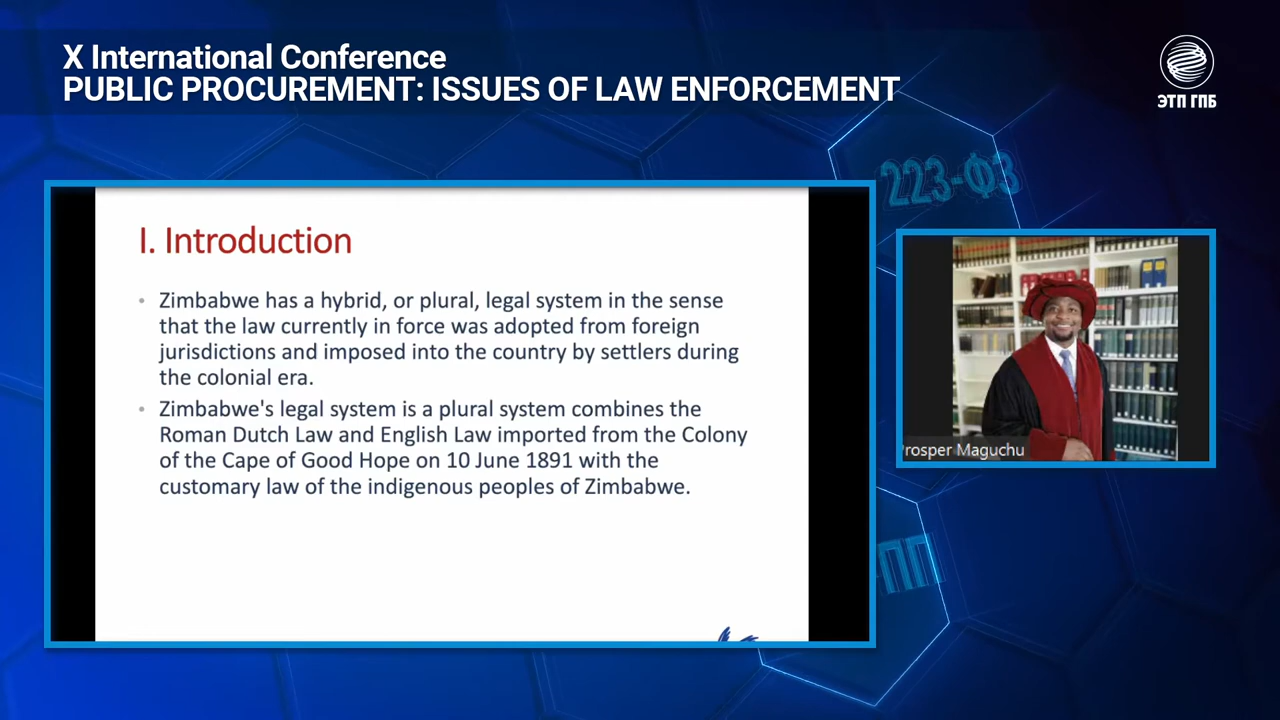 X International Conference
PUBLIC PROCUREMENT: ISSUES OF LAW ENFORCEMENT
ЭТП ГПБ
223-ФЗ
I. Introduction
• Zimbabwe has a hybrid, or plural, legal system in the sense
that the law currently in force was adopted from foreign
jurisdictions and imposed into the country by settlers during
the colonial era.
• Zimbabwe's legal system is a plural system combines the
Roman Dutch Law and English Law imported from the Colony
of the Cape of Good Hope on 10 June 1891 with the
customary law of the indigenous peoples of Zimbabwe.
Prosper Maguchu